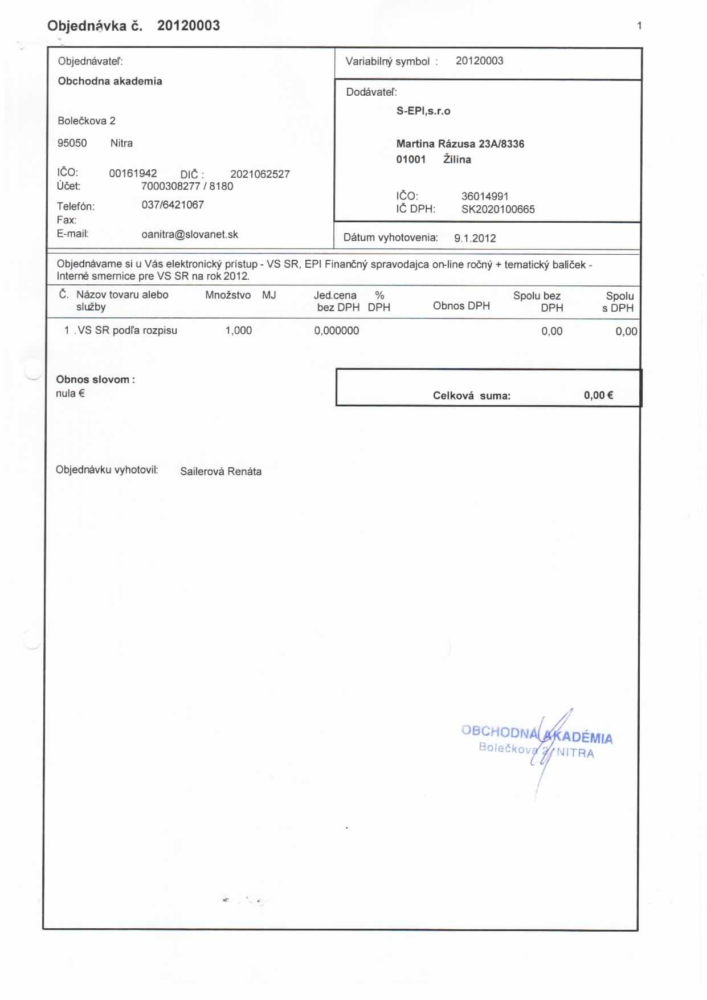 Objednávka č. 20120003
1
Objednávateľ:
Obchodna akademia
Bolečkova 2
95050 Nitra
IČO: 00161942 DIČ : 2021062527
Účet: 7000308277 / 8180
Telefón: 037/6421067
Fax:
E-mail: oanitra@slovanet.sk
Variabilný symbol : 20120003
Dodávateľ:
S-EPI,s.r.o
Martina Rázusa 23A/8336
01001 Žilina
IČO: 36014991
IČ DPH: SK2020100665
Dátum vyhotovenia: 9.1.2012
Objednávame si u Vás elektronický pristup - VS SR, EPI Finančný spravodajca on-line ročný + tematický balíček -
Interné smernice pre VS SR na rok 2012.
Č. Názov tovaru alebo Množstvo MJ Jed.cena % Obnos DPH Spolu bez Spolu
služby bez DPH DPH DPH s DPH
1 .VS SR podľa rozpisu 1,000 0,000000 0,00 0,00
Obnos slovom :
nula €
Celková suma: 0,00 €
Objednávku vyhotovil: Sailerová Renáta
OBCHODNÁ AKADÉMIA
Bolečkova 2, NITRA